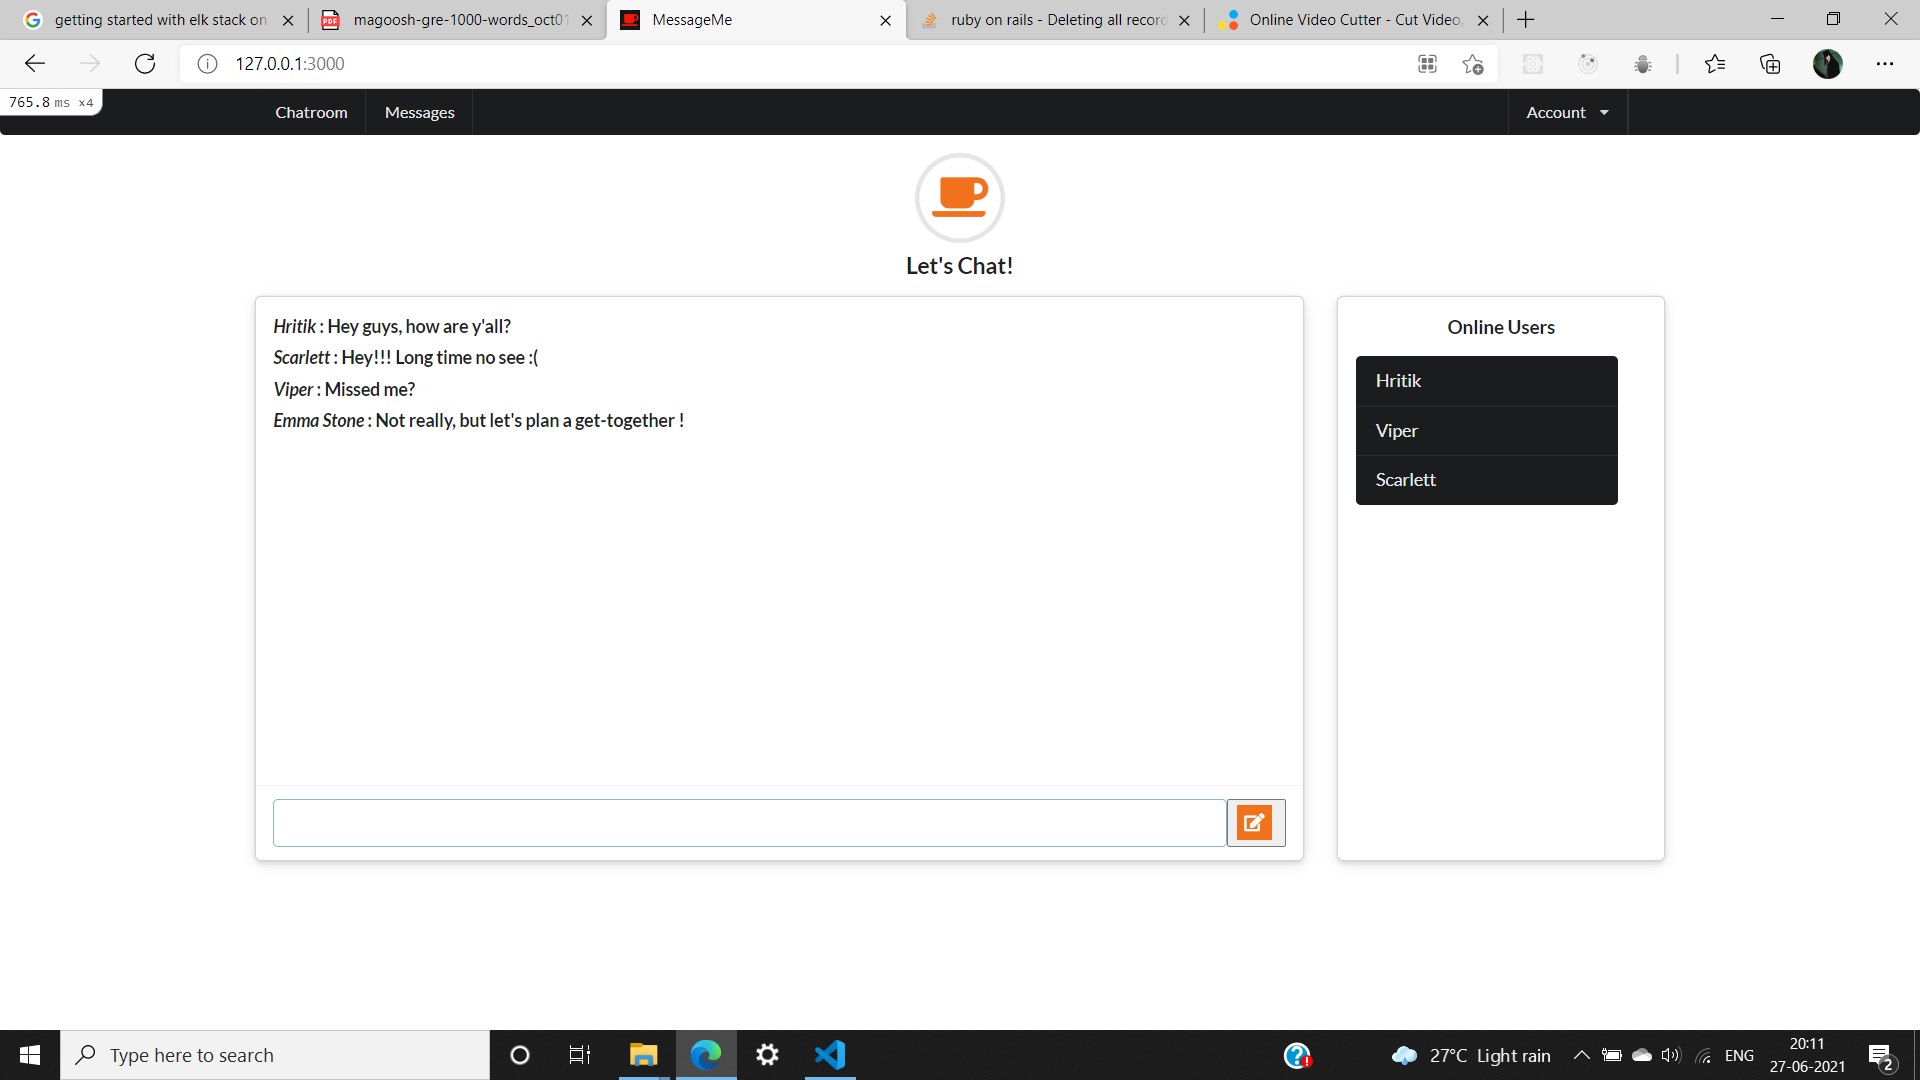 getting started with elk stack on
magoosh-gre-1000-words_oct01
MessageMe
ruby on rails - Deleting all record
Online Video Cutter - Cut Video,
127.0.0.1:3000
765.8 ms ×4
Chatroom
Messages
Account
Let's Chat!
Hritik : Hey guys, how are y'all?
Scarlett : Hey!!! Long time no see :(
Viper : Missed me?
Emma Stone : Not really, but let's plan a get-together !
Online Users
Hritik
Viper
Scarlett
Type here to search
27°C Light rain
ENG
20:11
27-06-2021
2